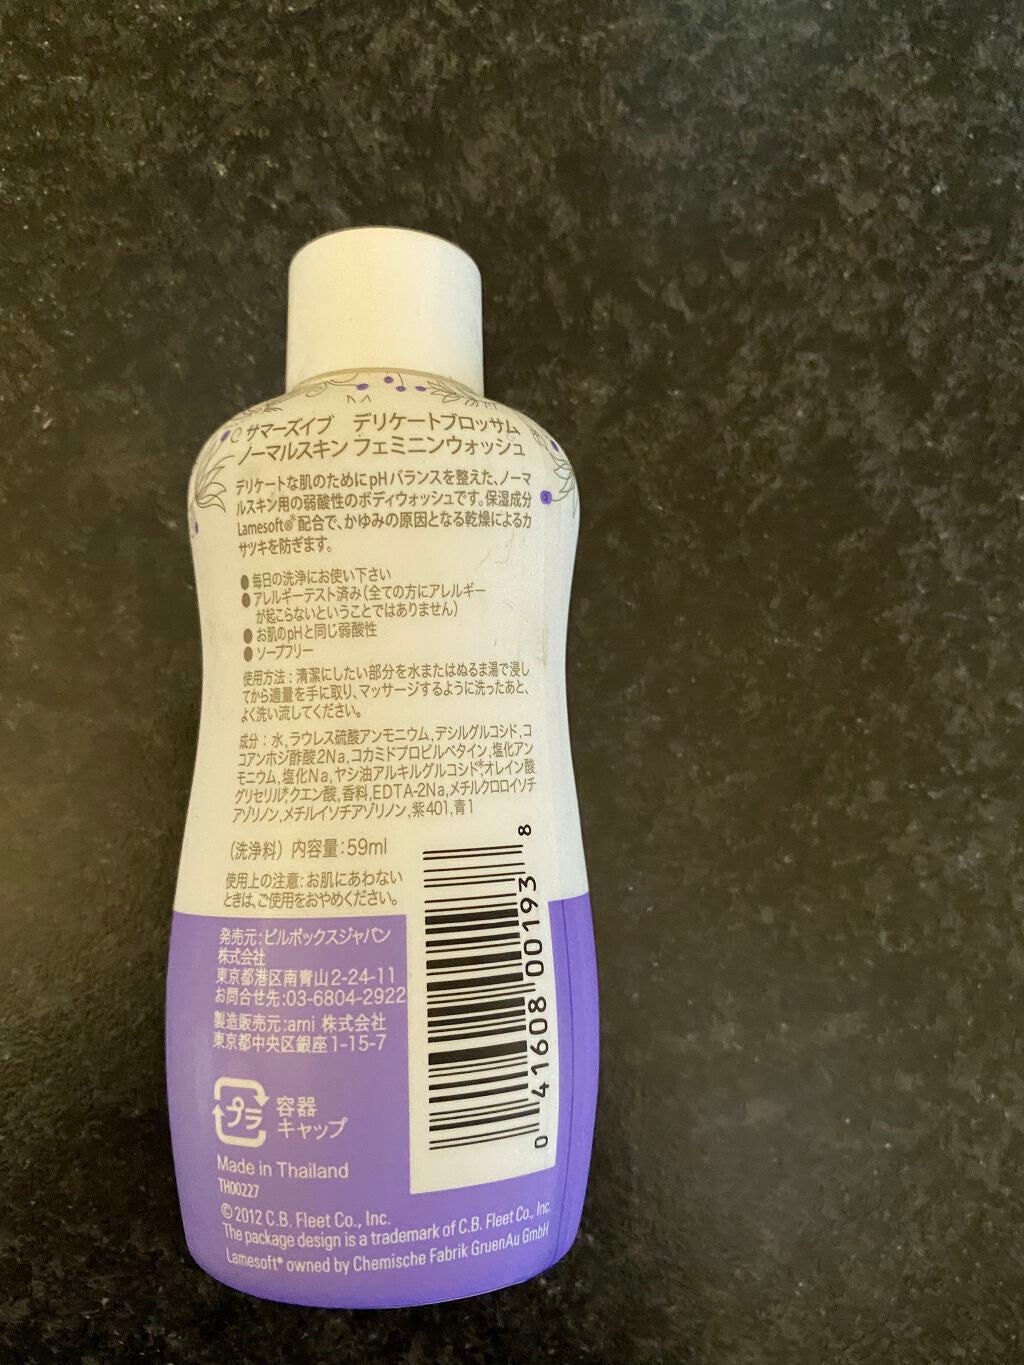 サマーズイブ デリケートブロッサム
ノーマルスキン フェミニンウォッシュ
デリケートな肌のためにpHバランスを整えた、ノーマ
ルスキン用の弱酸性のボディウォッシュです。保湿成分
Lamesoft®*配合で、かゆみの原因となる乾燥によるカ
サツキを防ぎます。
●毎日の洗浄にお使い下さい
●アレルギーテスト済み(全ての方にアレルギー
が起こらないということではありません)
●お肌のpHと同じ弱酸性
●ソープフリー
使用方法：清潔にしたい部分を水またはぬるま湯で浸し
てから適量を手に取り、マッサージするように洗ったあと、
よく洗い流してください。
成分：水,ラウレス硫酸アンモニウム,デシルグルコシド,コ
コアンホジ酢酸2Na,コカミドプロピルベタイン,塩化アン
モニウム,塩化Na,ヤシ油アルキルグルコシド*オレイン酸
グリセリル*クエン酸,香料,EDTA-2Na,メチルクロロイソチ
アゾリノン,メチルイソチアゾリノン,紫401,青1
(洗浄料) 内容量：59ml
使用上の注意：お肌にあわない
ときは、ご使用をおやめください。
発売元：ピルボックスジャパン
株式会社
東京都港区南青山2-24-11
お問合せ先：03-6804-2922
製造販売元：ami 株式会社
東京都中央区銀座1-15-7
プラ
容器
キャップ
0 41608 00193 8
Made in Thailand
TH00227
©2012 C.B. Fleet Co., Inc.
The package design is a trademark of C.B. Fleet Co., Inc.
Lamesoft® owned by Chemische Fabrik GruenAu GmbH